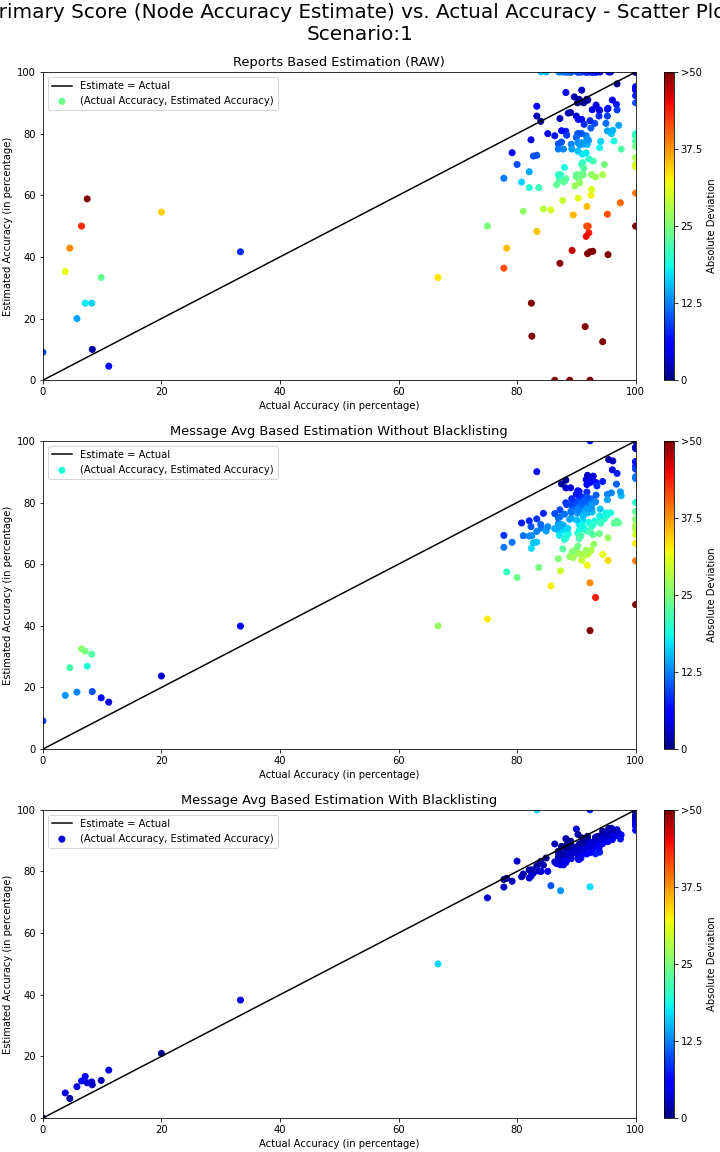 rimary Score (Node Accuracy Estimate) vs. Actual Accuracy - Scatter Plo
Scenario:1
Reports Based Estimation (RAW)
Estimate = Actual
(Actual Accuracy, Estimated Accuracy)
Estimated Accuracy (in percentage)
100
80
60
40
20
0
0 20 40 60 80 100
Actual Accuracy (in percentage)
>50
37.5
25
12.5
0
Absolute Deviation
Message Avg Based Estimation Without Blacklisting
Estimate = Actual
(Actual Accuracy, Estimated Accuracy)
Estimated Accuracy (in percentage)
100
80
60
40
20
0
0 20 40 60 80 100
Actual Accuracy (in percentage)
>50
37.5
25
12.5
0
Absolute Deviation
Message Avg Based Estimation With Blacklisting
Estimate = Actual
(Actual Accuracy, Estimated Accuracy)
Estimated Accuracy (in percentage)
100
80
60
40
20
0
0 20 40 60 80 100
Actual Accuracy (in percentage)
>50
37.5
25
12.5
0
Absolute Deviation